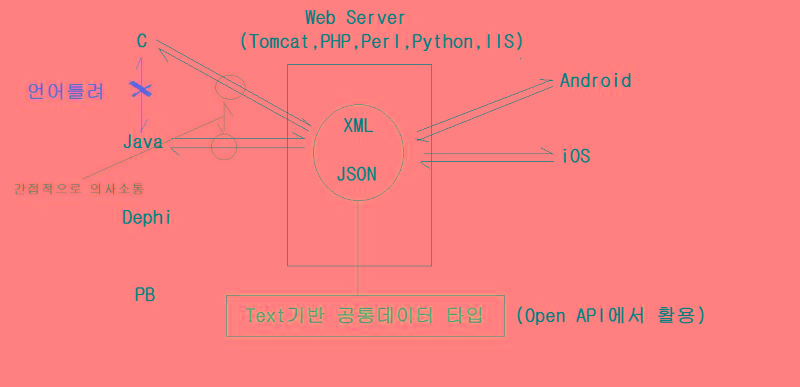 Web Server
(Tomcat,PHP,Perl,Python,IIS)
C
Android
언어틀려
XML
Java
iOS
JSON
간접적으로 의사소통
Dephi
PB
Text기반 공통데이터 타입
(Open API에서 활용)